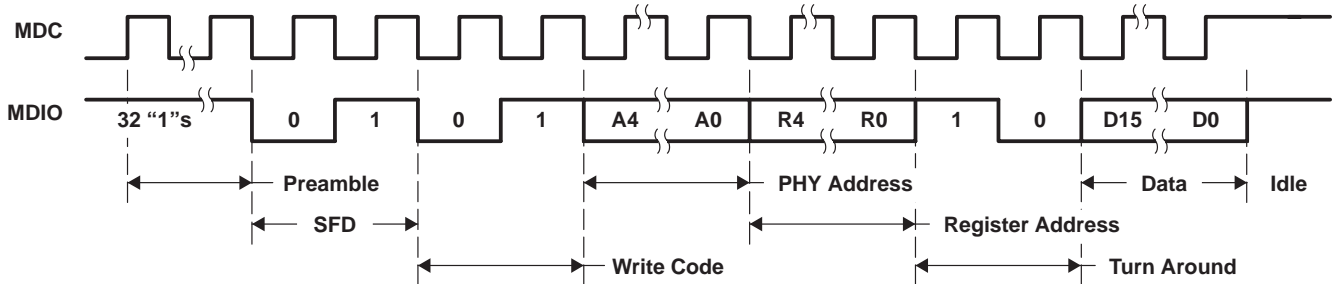 MDC
MDIO
32 “1”s 0 1 0 1 A4 A0 R4 R0 1 0 D15 D0
Preamble PHY Address Data Idle
SFD Register Address
Write Code Turn Around